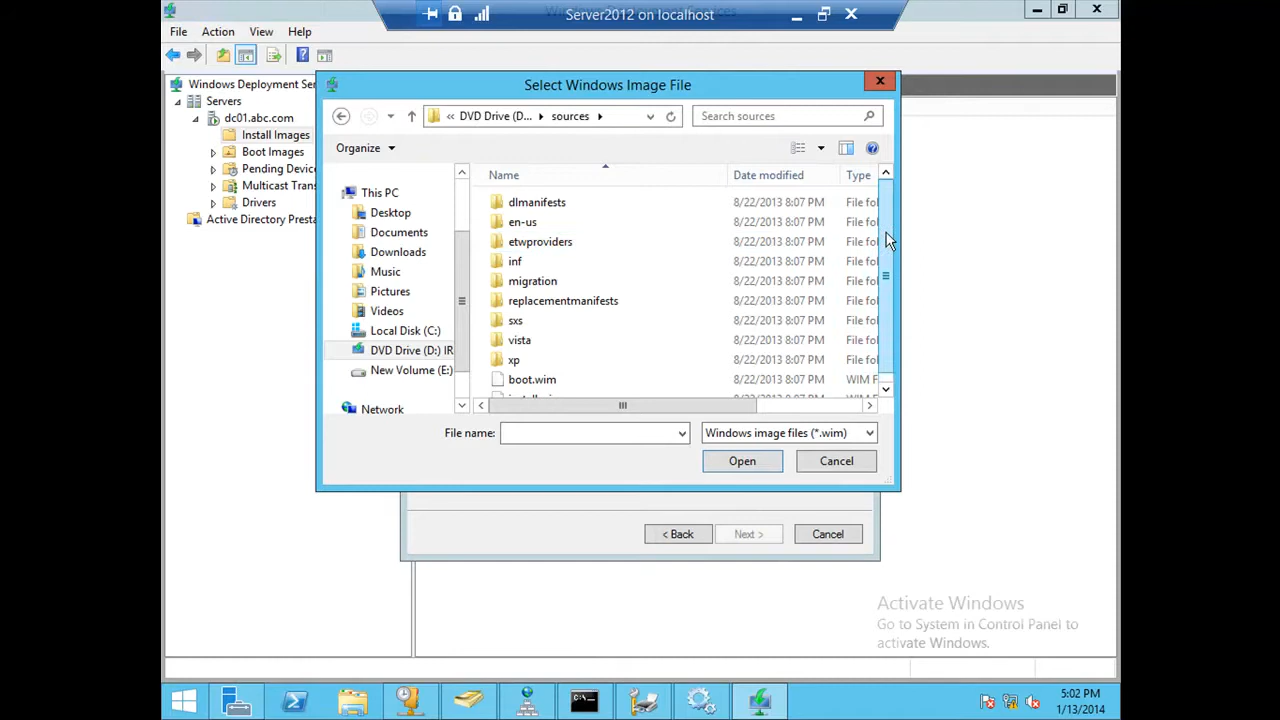 Server2012 on localhost
File Action View Help
Windows Deployment Ser
Servers
dc01.abc.com
Install Images
Boot Images
Pending Device
Multicast Trans
Drivers
Active Directory Presta
Select Windows Image File
DVD Drive (D... sources
Search sources
Organize
This PC
Desktop
Documents
Downloads
Music
Pictures
Videos
Local Disk (C:)
DVD Drive (D:) IR
New Volume (E:)
Network
Name Date modified Type
dlmanifests 8/22/2013 8:07 PM File fol
en-us 8/22/2013 8:07 PM File fol
etwproviders 8/22/2013 8:07 PM File fol
inf 8/22/2013 8:07 PM File fol
migration 8/22/2013 8:07 PM File fol
replacementmanifests 8/22/2013 8:07 PM File fol
sxs 8/22/2013 8:07 PM File fol
vista 8/22/2013 8:07 PM File fol
xp 8/22/2013 8:07 PM File fol
boot.wim 8/22/2013 8:07 PM WIM F
File name: Windows image files (*.wim)
Open Cancel
< Back Next > Cancel
Activate Windows
Go to System in Control Panel to
activate Windows.
5:02 PM
1/13/2014